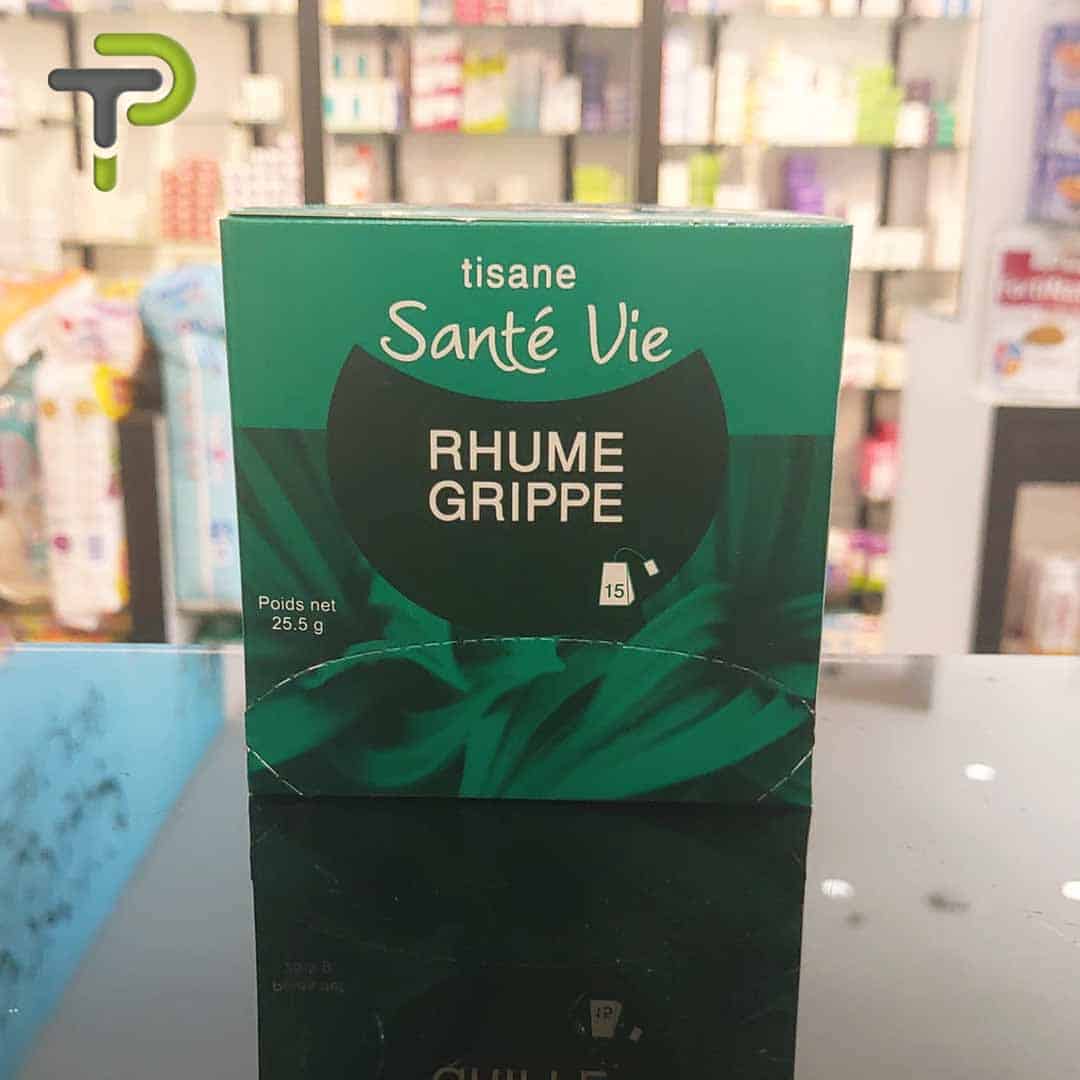 tisane
Santé Vie
RHUME
GRIPPE
15
Poids net
25.5 g